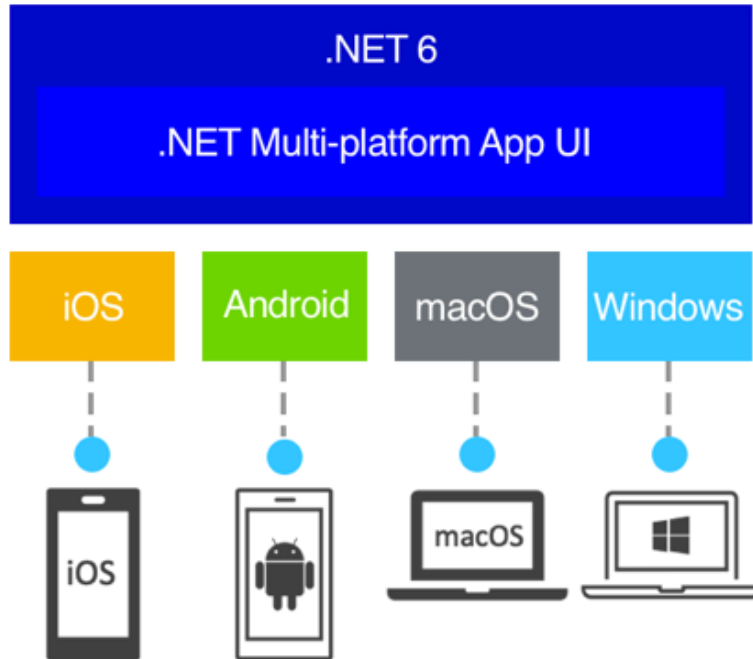 .NET 6
.NET Multi-platform App UI
iOS
Android
macOS
Windows
iOS
macOS